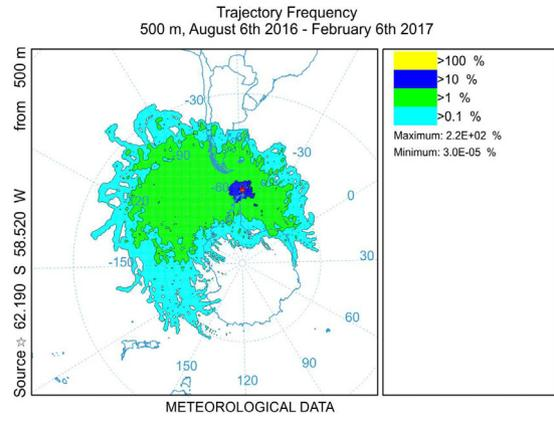 Trajectory Frequency
500 m, August 6th 2016 - February 6th 2017
Source ☆ 62.190 S 58.520 W from 500 m
>100 %
>10 %
>1 %
>0.1 %
Maximum: 2.2E+02 %
Minimum: 3.0E-05 %
-30
-90
-30
-60
0
-150
30
60
150
90
120
METEOROLOGICAL DATA